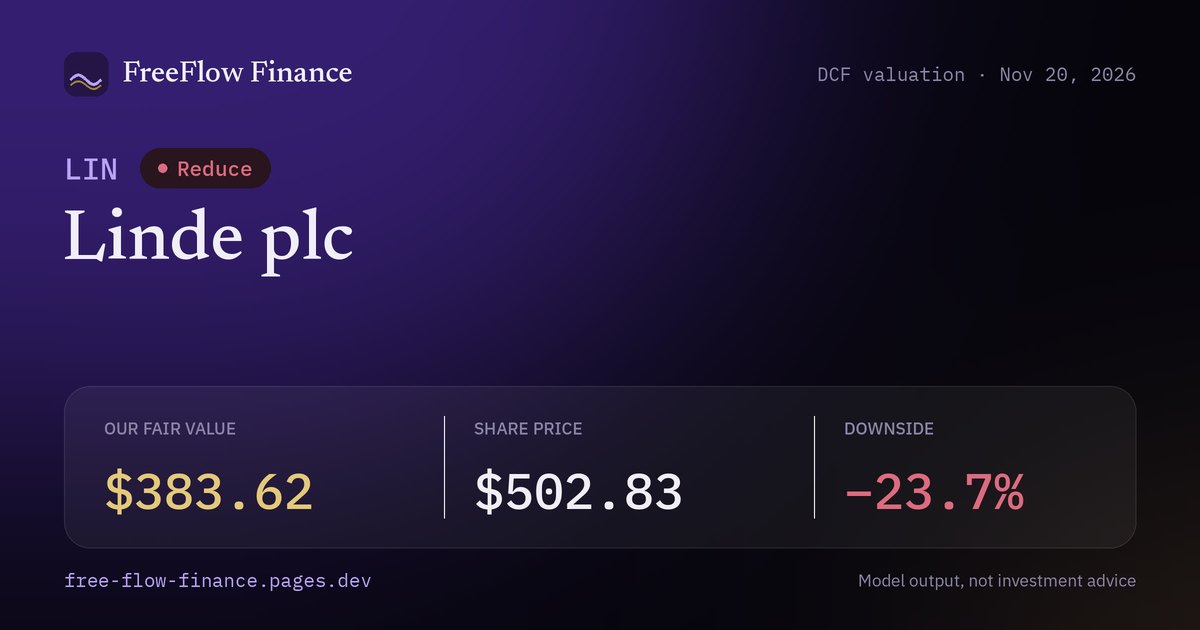 FreeFlow Finance
DCF valuation · Nov 20, 2026
LIN
Reduce
Linde plc
OUR FAIR VALUE
$383.62
SHARE PRICE
$502.83
DOWNSIDE
−23.7%
free-flow-finance.pages.dev
Model output, not investment advice